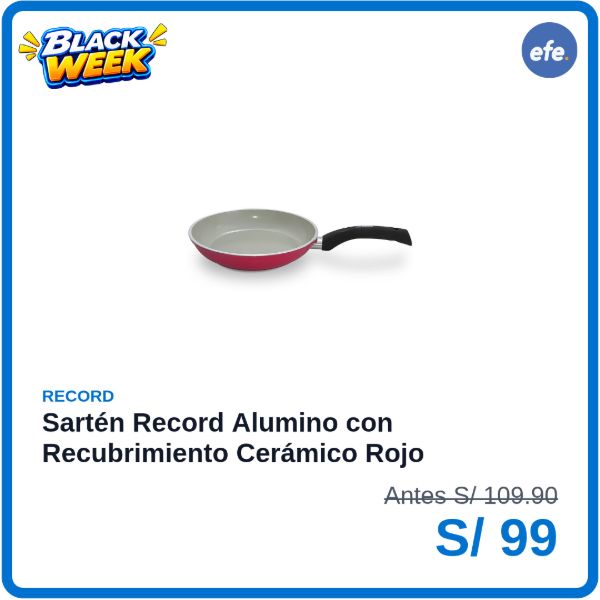 BLACK
WEEK
efe.
RECORD
Sartén Record Alumino con
Recubrimiento Cerámico Rojo
Antes S/ 109.90
S/ 99